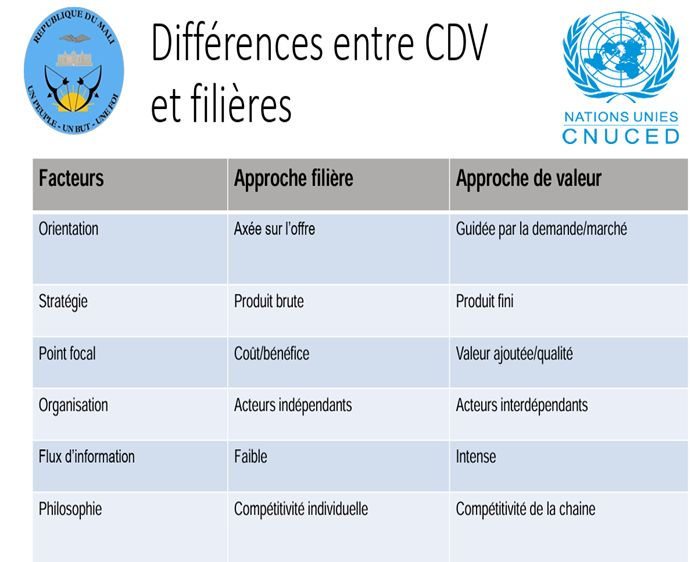 REPUBLIQUE DU MALI
UN PEUPLE - UN BUT - UNE FOI
Différences entre CDV
et filières
NATIONS UNIES
CNUCED
Facteurs Approche filière Approche de valeur
Orientation Axée sur l'offre Guidée par la demande/marché
Stratégie Produit brute Produit fini
Point focal Coût/bénéfice Valeur ajoutée/qualité
Organisation Acteurs indépendants Acteurs interdépendants
Flux d'information Faible Intense
Philosophie Compétitivité individuelle Compétitivité de la chaine